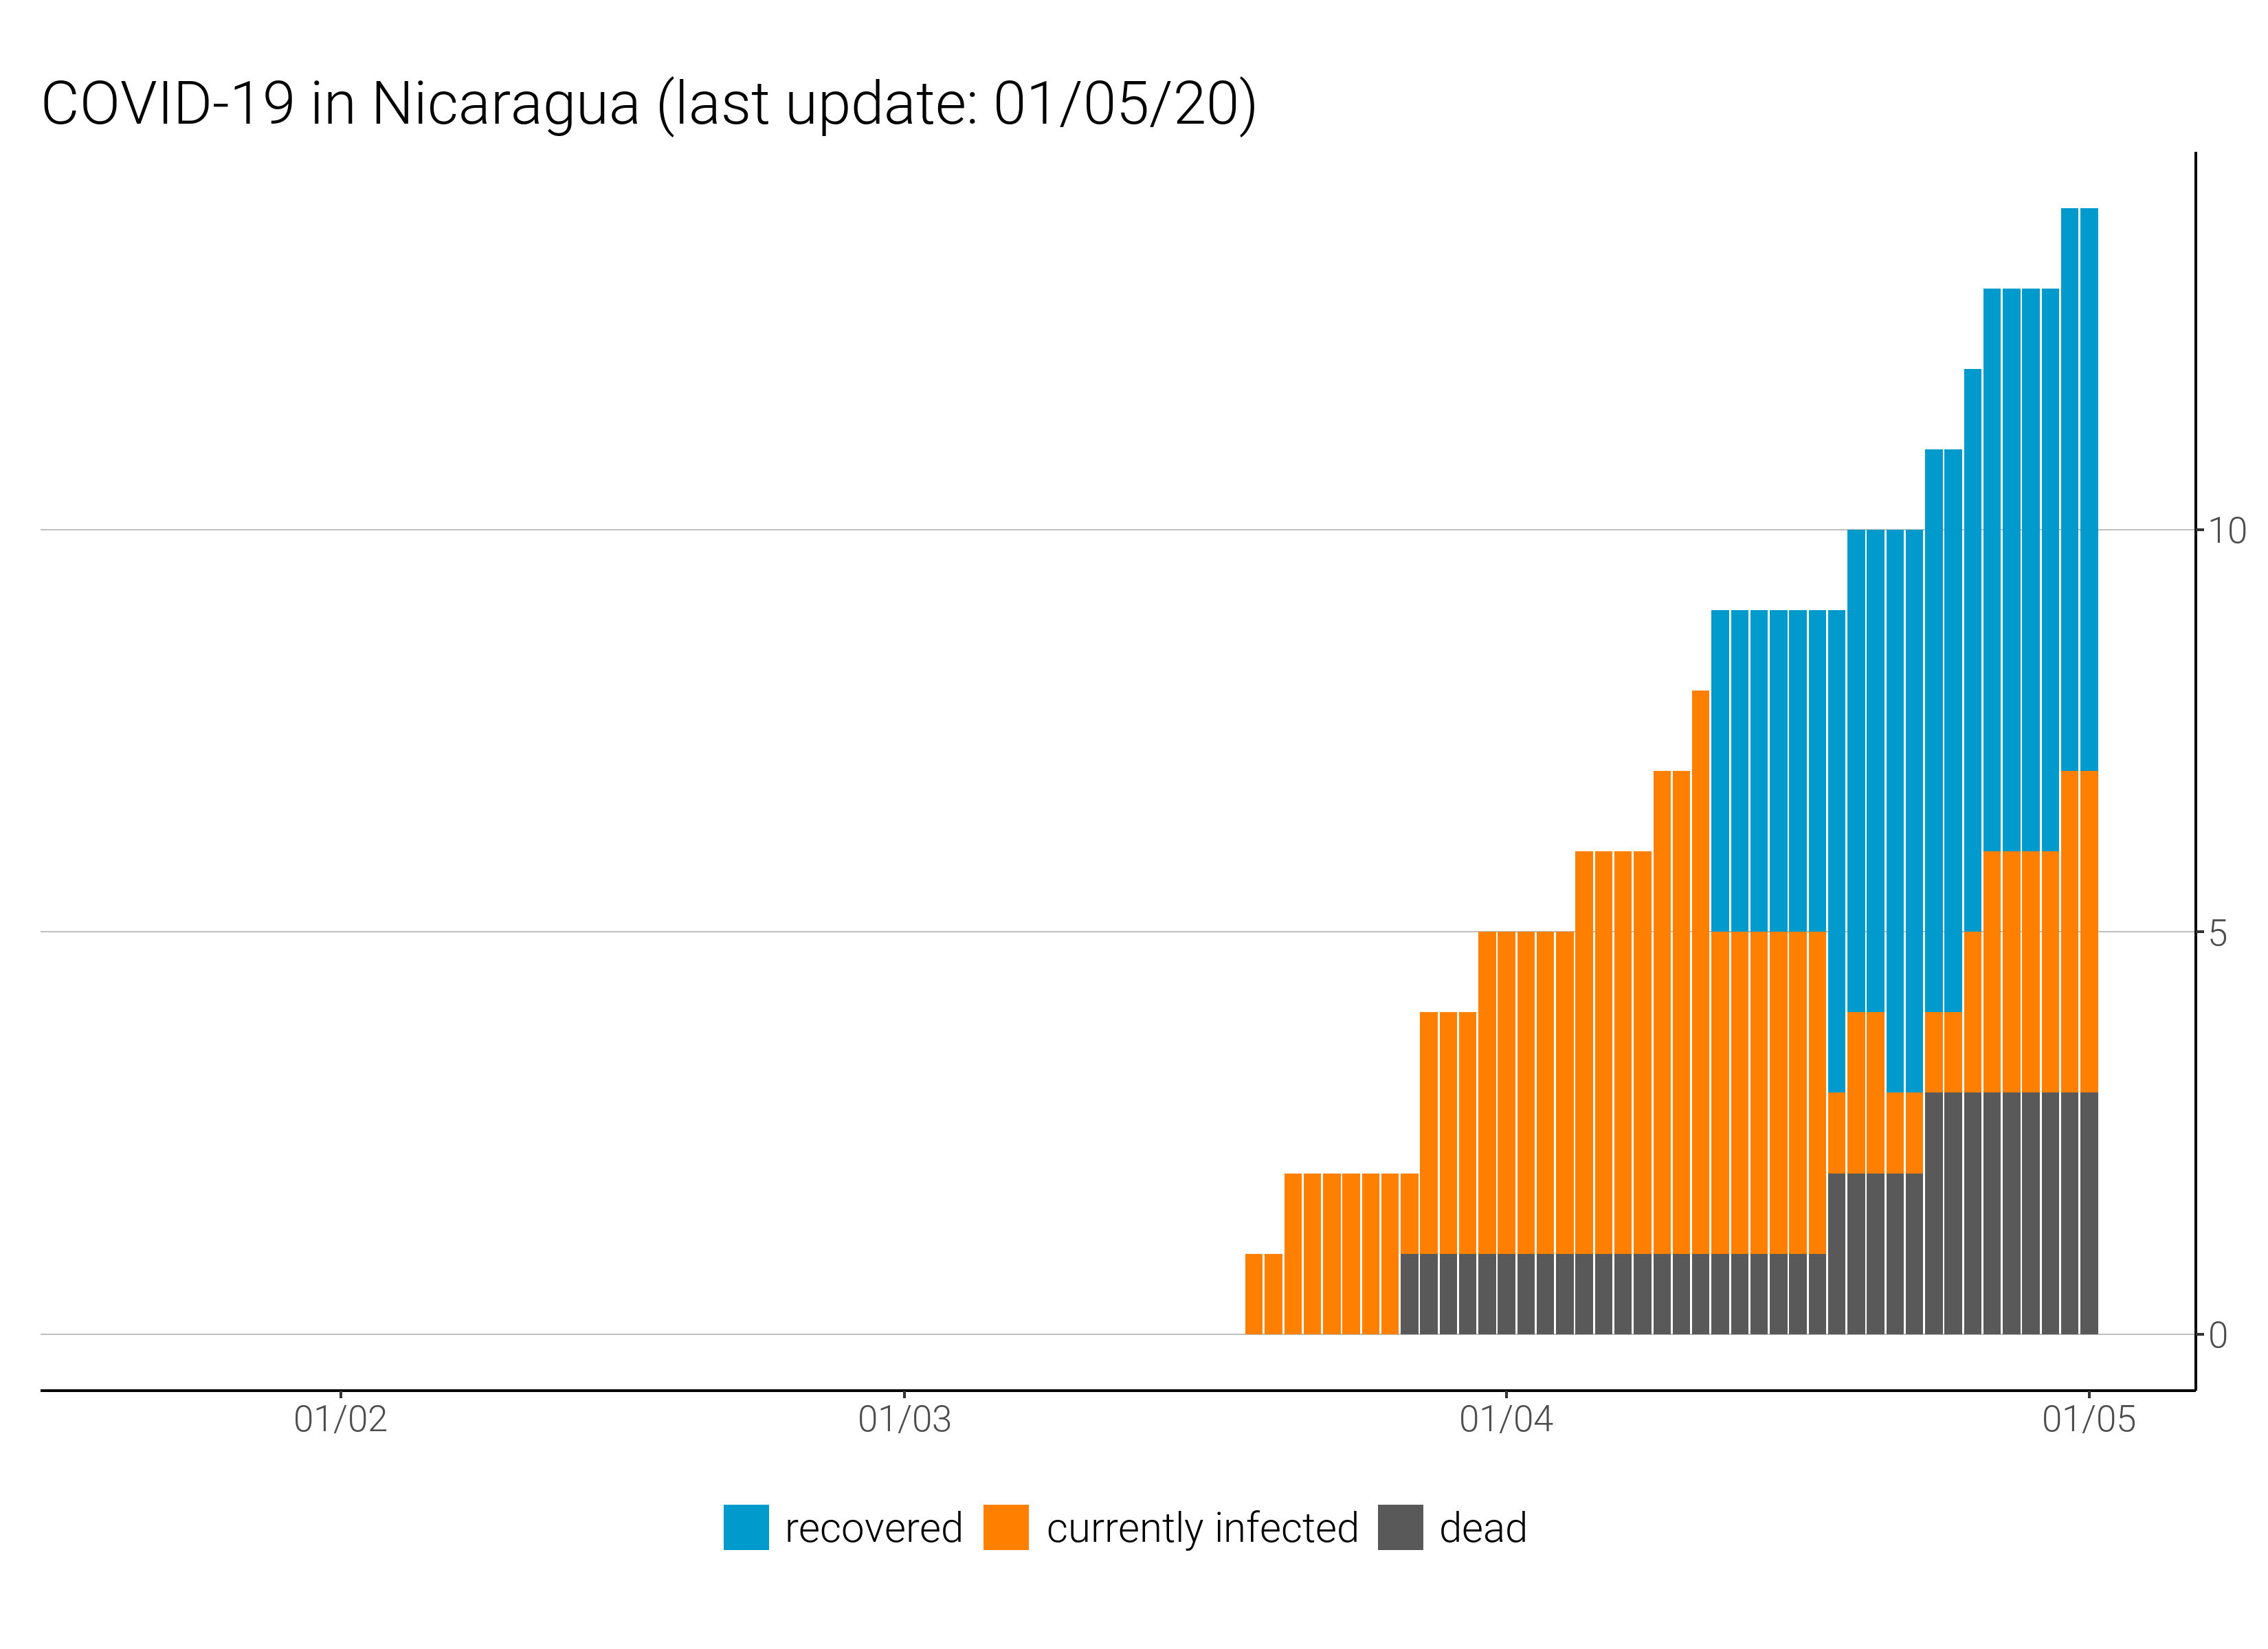 COVID-19 in Nicaragua (last update: 01/05/20)
10
5
0
01/02 01/03 01/04 01/05
recovered currently infected dead